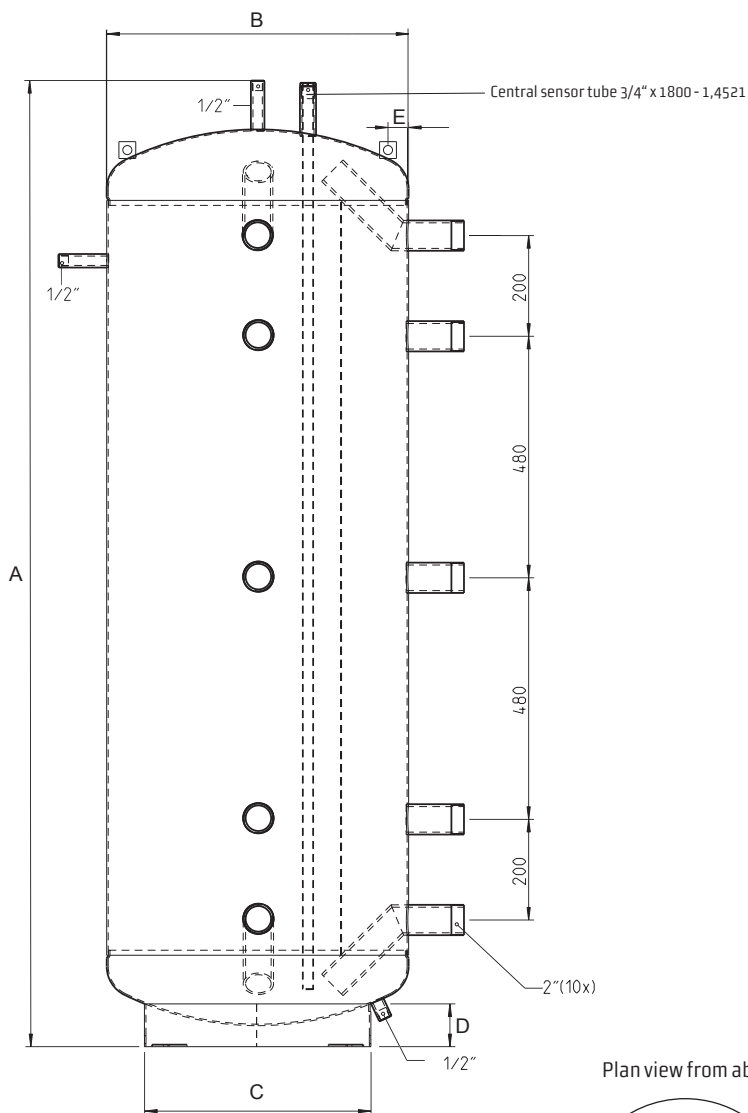 B
1/2″
Central sensor tube 3/4“ x 1800 - 1,4521
E
1/2″
200
480
A
480
200
2″(10x)
D
1/2″
C
Plan view from ab